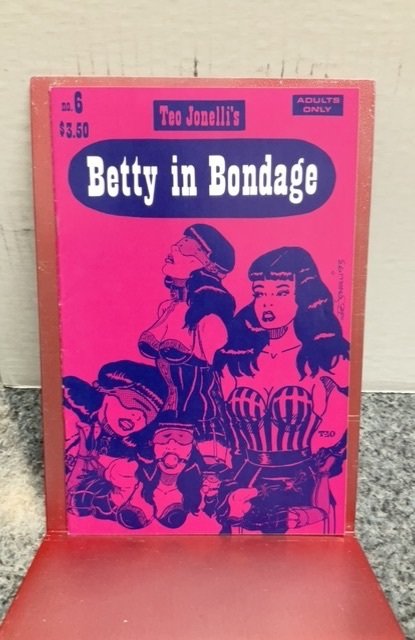 no. 6
$3.50
Teo Jonelli's
ADULTS
ONLY
Betty in Bondage